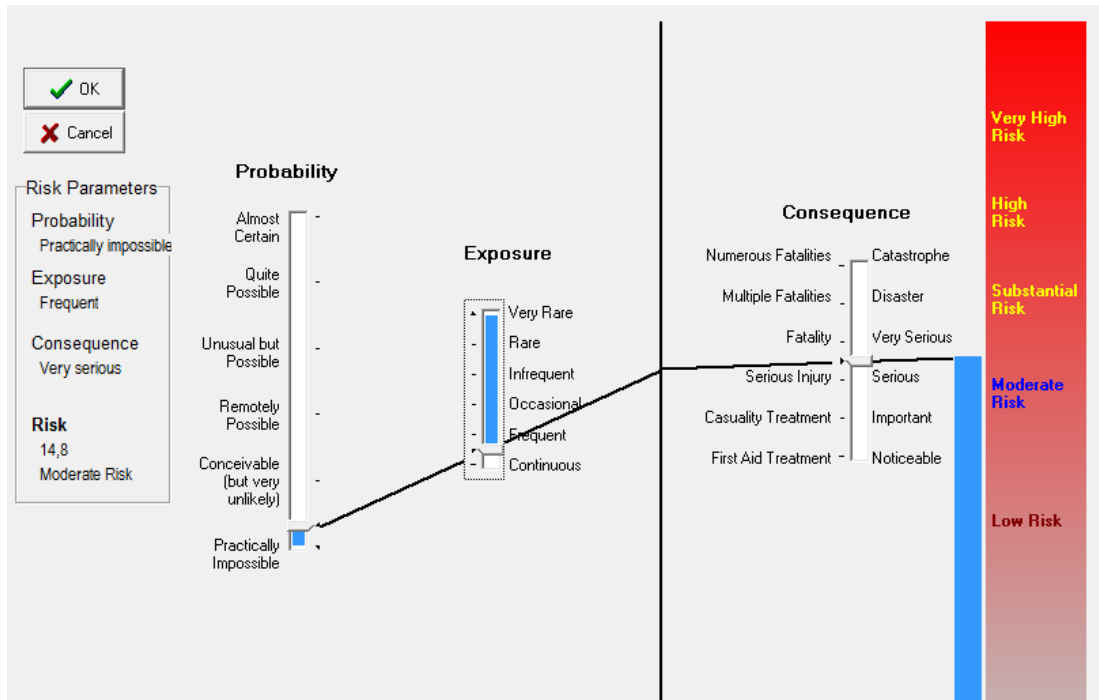 OK
Cancel
Risk Parameters
Probability
Practically impossible
Exposure
Frequent
Consequence
Very serious
Risk
14,8
Moderate Risk
Probability
Almost
Certain
Quite
Possible
Unusual but
Possible
Remotely
Possible
Conceivable
(but very
unlikely)
Practically
Impossible
Exposure
Very Rare
Rare
Infrequent
Occasional
Frequent
Continuous
Consequence
Numerous Fatalities
Catastrophe
Multiple Fatalities
Disaster
Fatality
Very Serious
Serious Injury
Serious
Casuality Treatment
Important
First Aid Treatment
Noticeable
Very High
Risk
High
Risk
Substantial
Risk
Moderate
Risk
Low Risk